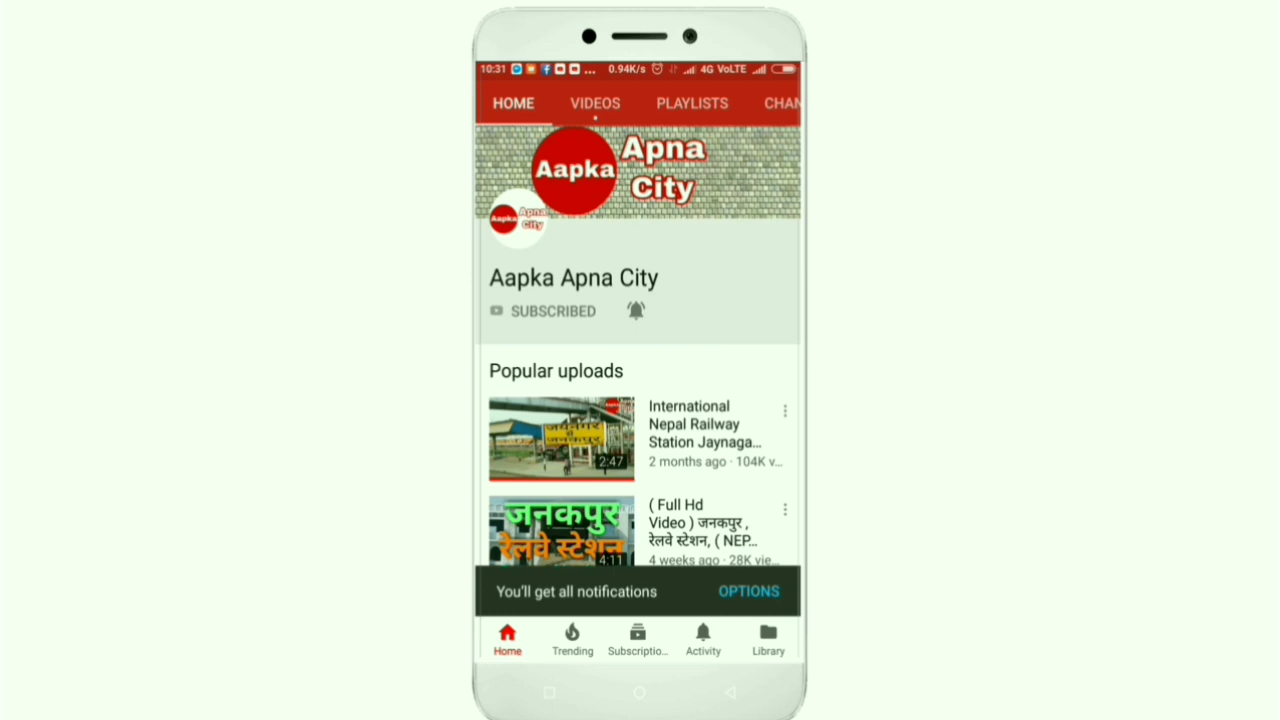 10:31 ... 0.94K/s 4G VoLTE
HOME VIDEOS PLAYLISTS CHAN
Aapka Apna
City
Aapka Apna
City
Aapka Apna City
SUBSCRIBED
Popular uploads
International
Nepal Railway
Station Jaynaga...
2 months ago · 104K v...
2:47
( Full Hd
Video ) जनकपुर ,
रेलवे स्टेशन, ( NEP...
4 weeks ago · 28K vie...
जनकपुर
रेलवे स्टेशन
4:11
You'll get all notifications OPTIONS
Home Trending Subscriptio... Activity Library